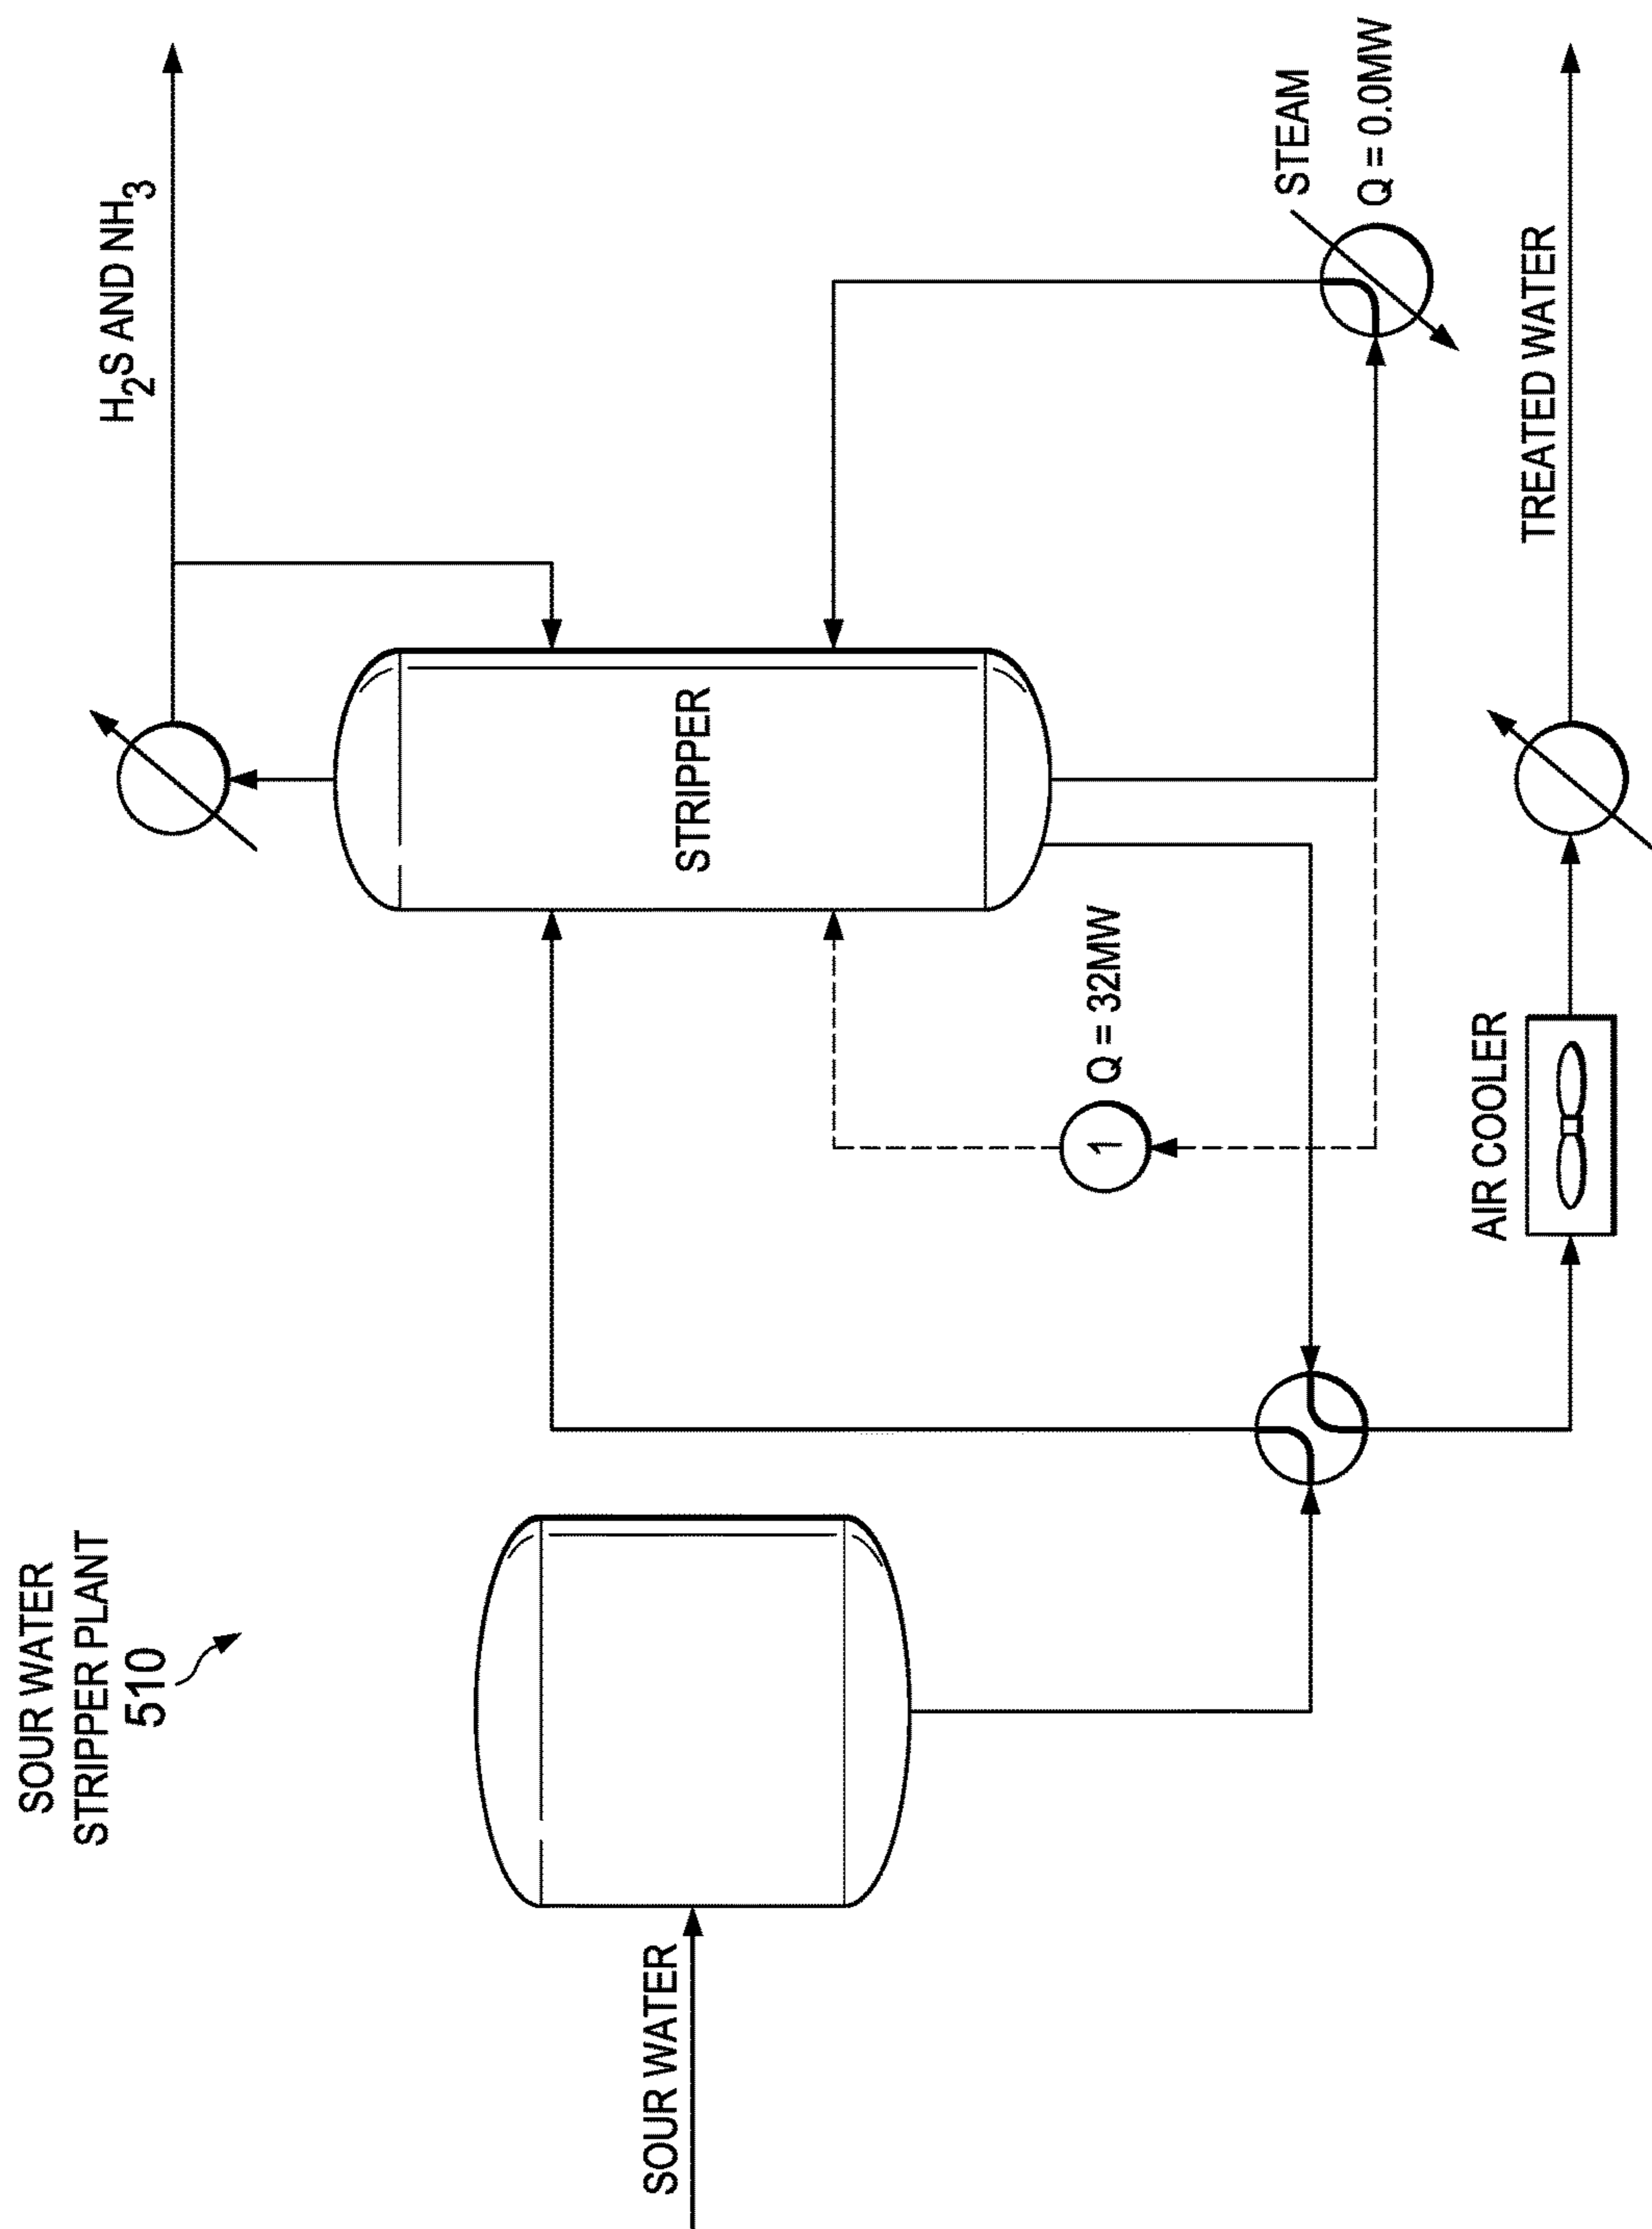 SOUR WATER
STRIPPER PLANT
510
H2S AND NH3
STRIPPER
SOUR WATER
Q = 32MW
1
STEAM
Q = 0.0MW
AIR COOLER
TREATED WATER